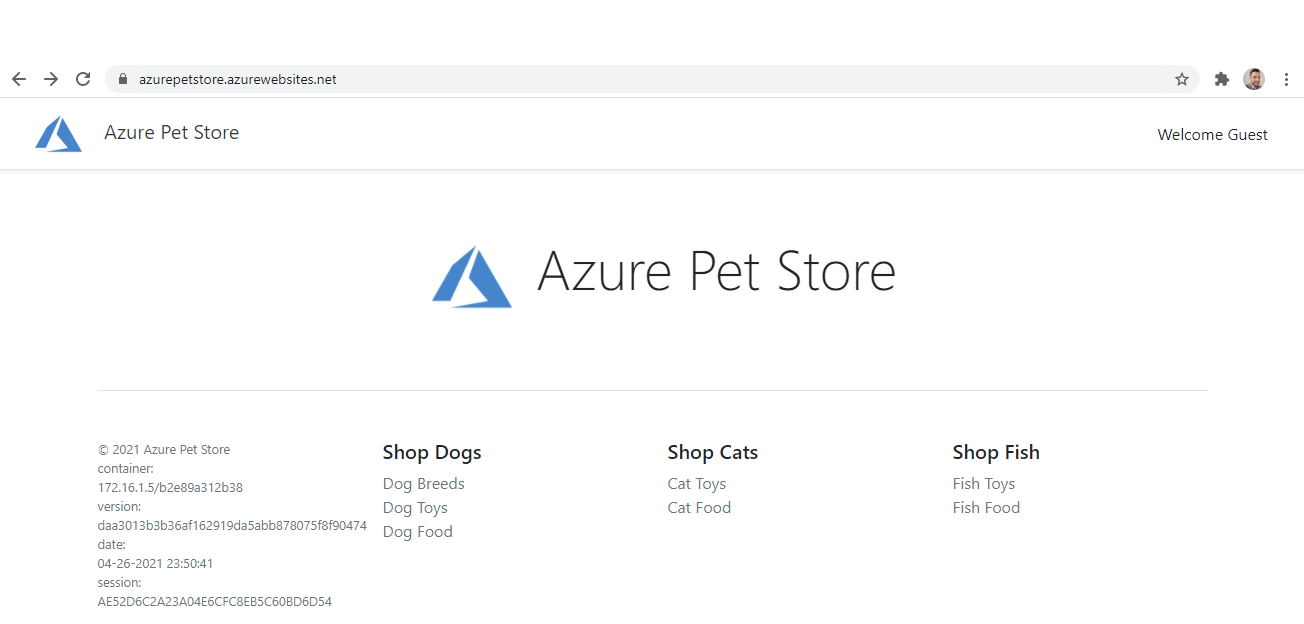 azurepetstore.azurewebsites.net
Azure Pet Store
Welcome Guest
Azure Pet Store
© 2021 Azure Pet Store
container:
172.16.1.5/b2e89a312b38
version:
daa3013b3b36af162919da5abb878075f8f90474
date:
04-26-2021 23:50:41
session:
AE52D6C2A23A04E6CFC8EB5C60BD6D54
Shop Dogs
Dog Breeds
Dog Toys
Dog Food
Shop Cats
Cat Toys
Cat Food
Shop Fish
Fish Toys
Fish Food